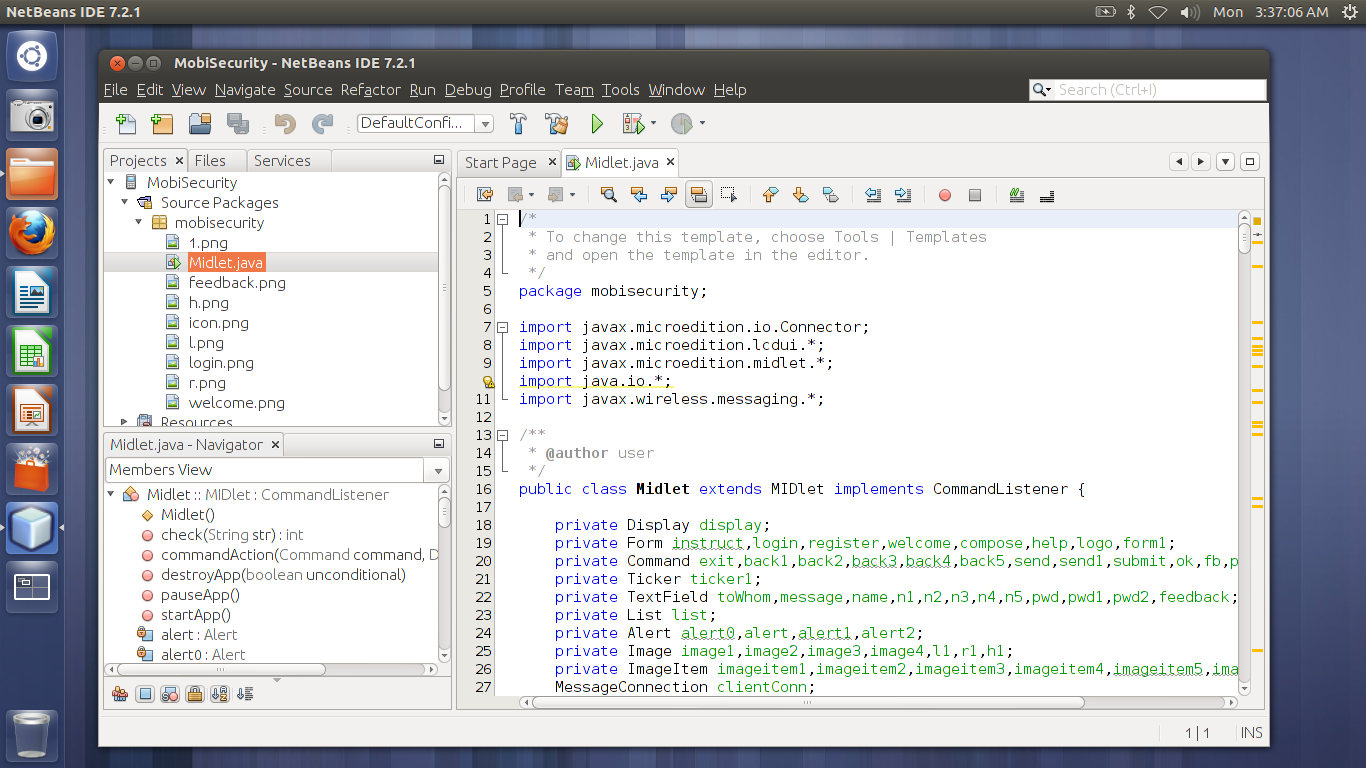 NetBeans IDE 7.2.1
Mon 3:37:06 AM
MobiSecurity - NetBeans IDE 7.2.1
File Edit View Navigate Source Refactor Run Debug Profile Team Tools Window Help
Search (Ctrl+I)
DefaultConfi...
Projects Files Services
MobiSecurity
Source Packages
mobisecurity
1.png
Midlet.java
feedback.png
h.png
icon.png
l.png
login.png
r.png
welcome.png
Resources
Midlet.java - Navigator
Members View
Midlet :: MIDlet : CommandListener
Midlet()
check(String str) : int
commandAction(Command command, D
destroyApp(boolean unconditional)
pauseApp()
startApp()
alert : Alert
alert0 : Alert
Start Page Midlet.java
1 /*
2 * To change this template, choose Tools | Templates
3 * and open the template in the editor.
4 */
5 package mobisecurity;
6
7 import javax.microedition.io.Connector;
8 import javax.microedition.lcdui.*;
9 import javax.microedition.midlet.*;
import java.io.*;
11 import javax.wireless.messaging.*;
12
13 /**
14 * @author user
15 */
16 public class Midlet extends MIDlet implements CommandListener {
17
18 private Display display;
19 private Form instruct,login,register,welcome,compose,help,logo,form1;
20 private Command exit,back1,back2,back3,back4,back5,send,send1,submit,ok,fb,p
21 private Ticker ticker1;
22 private TextField toWhom,message,name,n1,n2,n3,n4,n5,pwd,pwd1,pwd2,feedback;
23 private List list;
24 private Alert alert0,alert,alert1,alert2;
25 private Image image1,image2,image3,image4,l1,r1,h1;
26 private ImageItem imageitem1,imageitem2,imageitem3,imageitem4,imageitem5,ima
27 MessageConnection clientConn;
1|1 INS